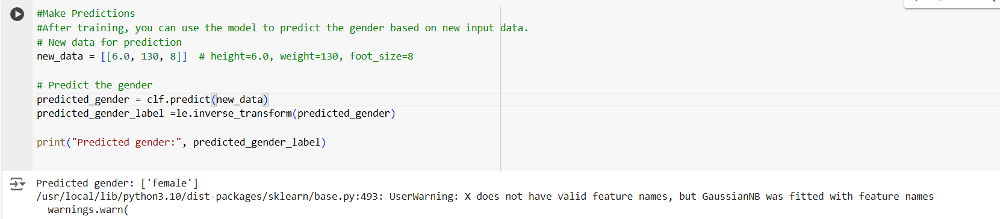 #Make Predictions
#After training, you can use the model to predict the gender based on new input data.
# New data for prediction
new_data = [[6.0, 130, 8]]  # height=6.0, weight=130, foot_size=8
# Predict the gender
predicted_gender = clf.predict(new_data)
predicted_gender_label =le.inverse_transform(predicted_gender)
print("Predicted gender:", predicted_gender_label)
Predicted gender: ['female']
/usr/local/lib/python3.10/dist-packages/sklearn/base.py:493: UserWarning: X does not have valid feature names, but GaussianNB was fitted with feature names
  warnings.warn(